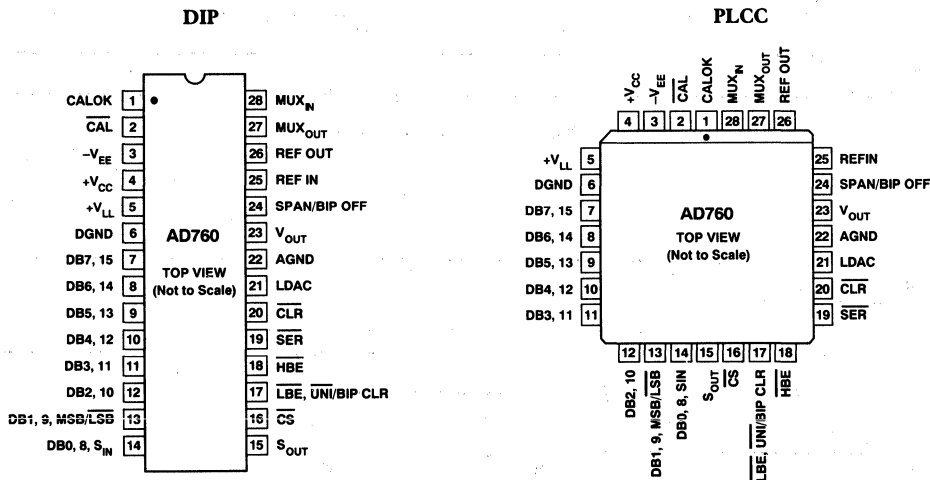 DIP
CALOK 1
CAL 2
–VEE 3
+VCC 4
+VLL 5
DGND 6
DB7, 15 7
DB6, 14 8
DB5, 13 9
DB4, 12 10
DB3, 11 11
DB2, 10 12
DB1, 9, MSB/LSB 13
DB0, 8, SIN 14
AD760
TOP VIEW
(Not to Scale)
28 MUXIN
27 MUXOUT
26 REF OUT
25 REF IN
24 SPAN/BIP OFF
23 VOUT
22 AGND
21 LDAC
20 CLR
19 SER
18 HBE
17 LBE, UNI/BIP CLR
16 CS
15 SOUT
PLCC
+VCC
–VEE
CAL
CALOK
MUXIN
MUXOUT
REF OUT
4 3 2 1 28 27 26
+VLL 5
DGND 6
DB7, 15 7
DB6, 14 8
DB5, 13 9
DB4, 12 10
DB3, 11 11
AD760
TOP VIEW
(Not to Scale)
25 REFIN
24 SPAN/BIP OFF
23 VOUT
22 AGND
21 LDAC
20 CLR
19 SER
12 13 14 15 16 17 18
DB2, 10
DB1, 9, MSB/LSB
DB0, 8, SIN
SOUT
CS
LBE, UNI/BIP CLR
HBE